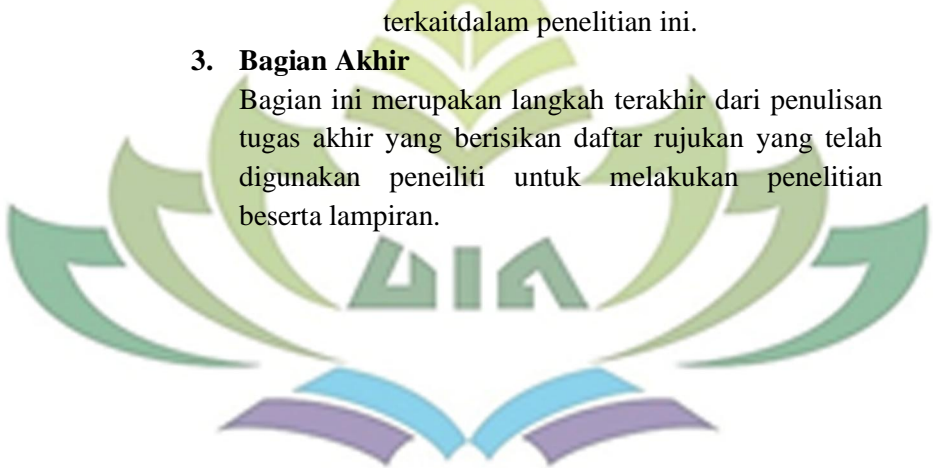 terkaitdalam penelitian ini.
3. Bagian Akhir
Bagian ini merupakan langkah terakhir dari penulisan
tugas akhir yang berisikan daftar rujukan yang telah
digunakan peneiliti untuk melakukan penelitian
beserta lampiran.
UIN